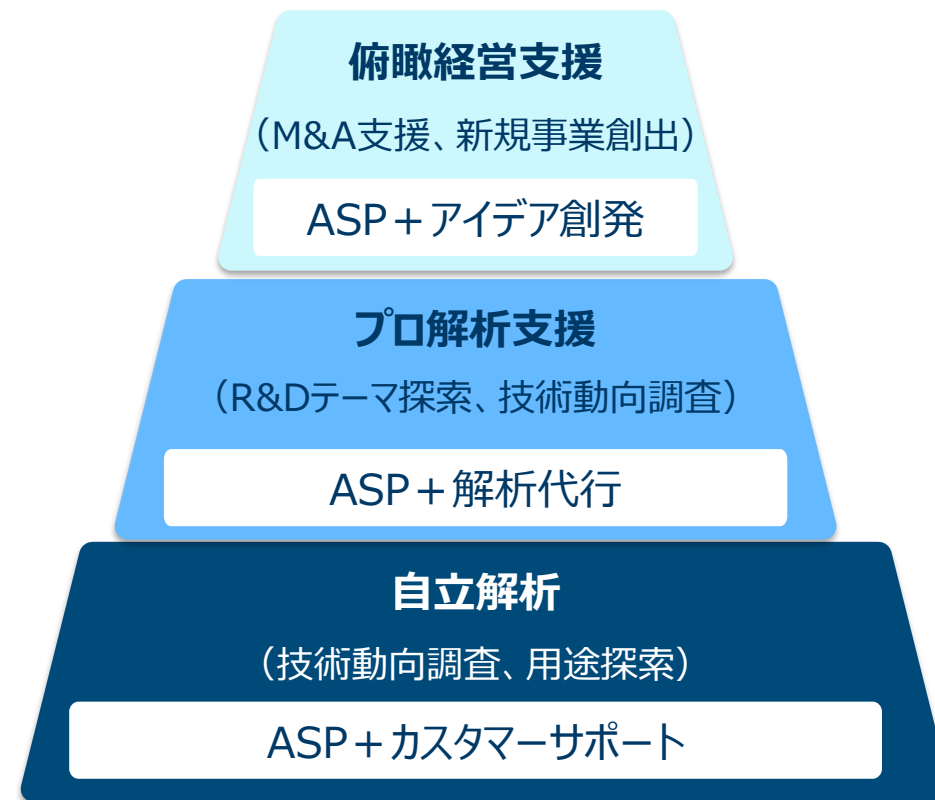 俯瞰経営支援
（M&A支援、新規事業創出）
ASP＋アイデア創発
プロ解析支援
（R&Dテーマ探索、技術動向調査）
ASP＋解析代行
自立解析
（技術動向調査、用途探索）
ASP＋カスタマーサポート